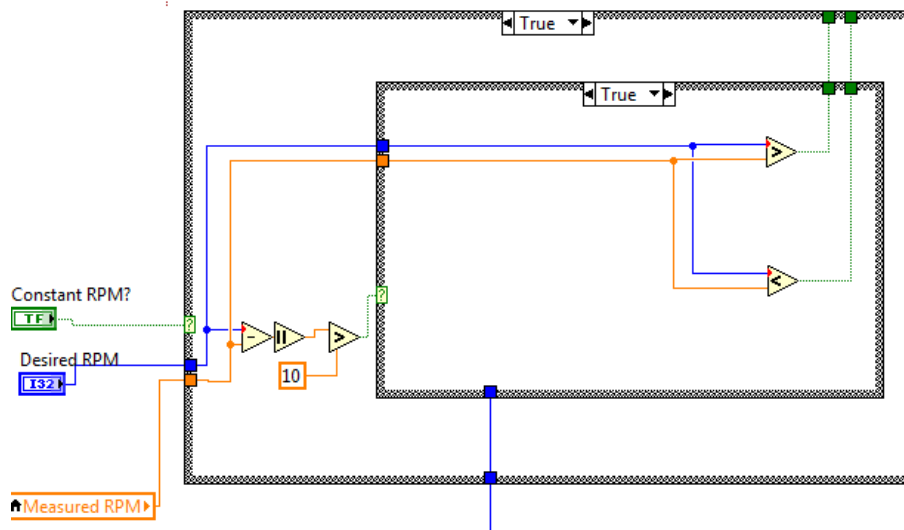 True
True
>
<
Constant RPM?
TF
?
?
Desired RPM
I32
-
>
10
Measured RPM